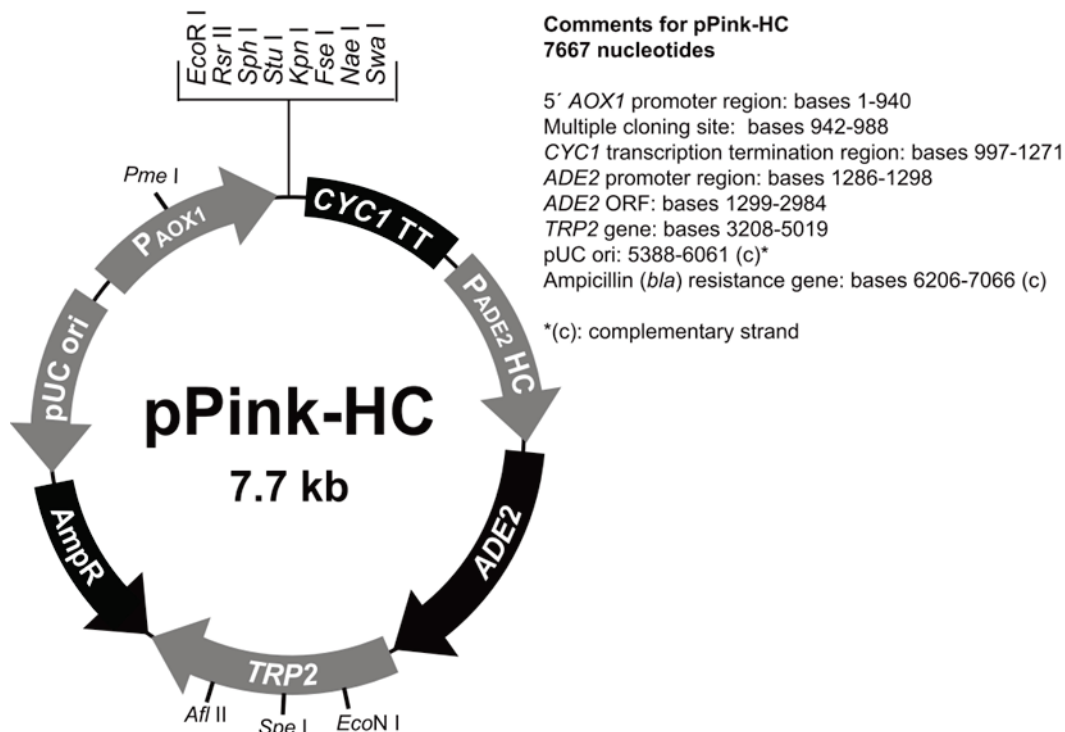 EcoR I
Rsr II
Sph I
Stu I
Kpn I
Fse I
Nae I
Swa I
Comments for pPink-HC
7667 nucleotides
5´ AOX1 promoter region: bases 1-940
Multiple cloning site: bases 942-988
CYC1 transcription termination region: bases 997-1271
ADE2 promoter region: bases 1286-1298
ADE2 ORF: bases 1299-2984
TRP2 gene: bases 3208-5019
pUC ori: 5388-6061 (c)*
Ampicillin (bla) resistance gene: bases 6206-7066 (c)
*(c): complementary strand
Pme I
PAOX1
CYC1 TT
PADE2 HC
pUC ori
pPink-HC
7.7 kb
AmpR
ADE2
TRP2
Afl II
Spe I
EcoN I